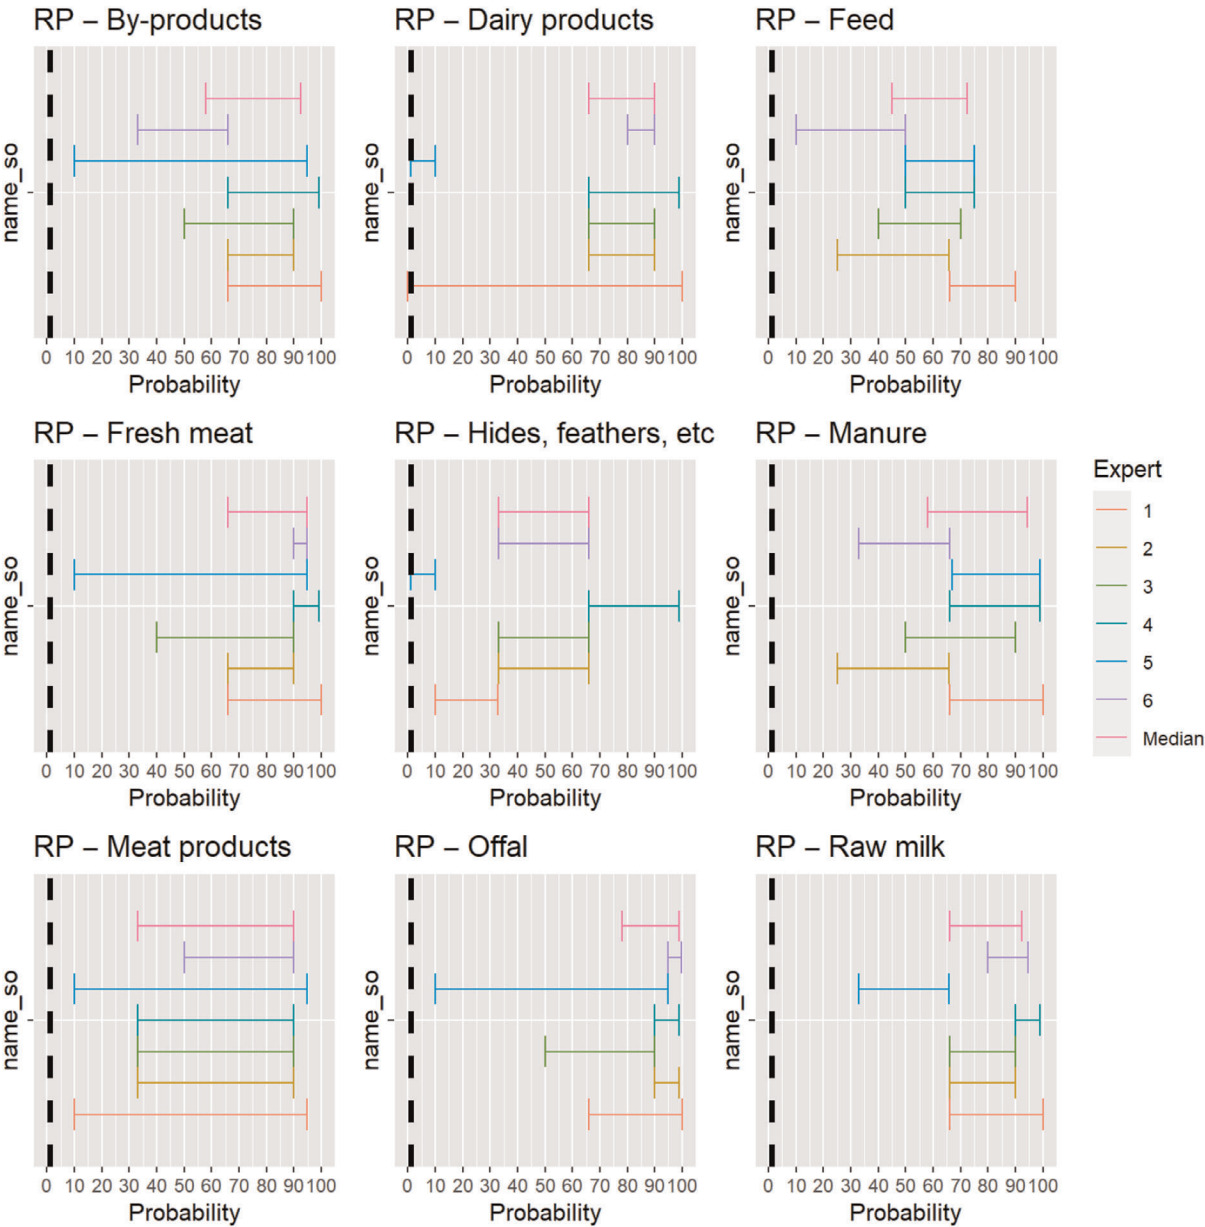 RP – By-products
RP – Dairy products
RP – Feed
name_so
name_so
name_so
0 10 20 30 40 50 60 70 80 90 100
0 10 20 30 40 50 60 70 80 90 100
0 10 20 30 40 50 60 70 80 90 100
Probability
Probability
Probability
RP – Fresh meat
RP – Hides, feathers, etc
RP – Manure
name_so
name_so
name_so
0 10 20 30 40 50 60 70 80 90 100
0 10 20 30 40 50 60 70 80 90 100
0 10 20 30 40 50 60 70 80 90 100
Probability
Probability
Probability
Expert
1
2
3
4
5
6
Median
RP – Meat products
RP – Offal
RP – Raw milk
name_so
name_so
name_so
0 10 20 30 40 50 60 70 80 90 100
0 10 20 30 40 50 60 70 80 90 100
0 10 20 30 40 50 60 70 80 90 100
Probability
Probability
Probability